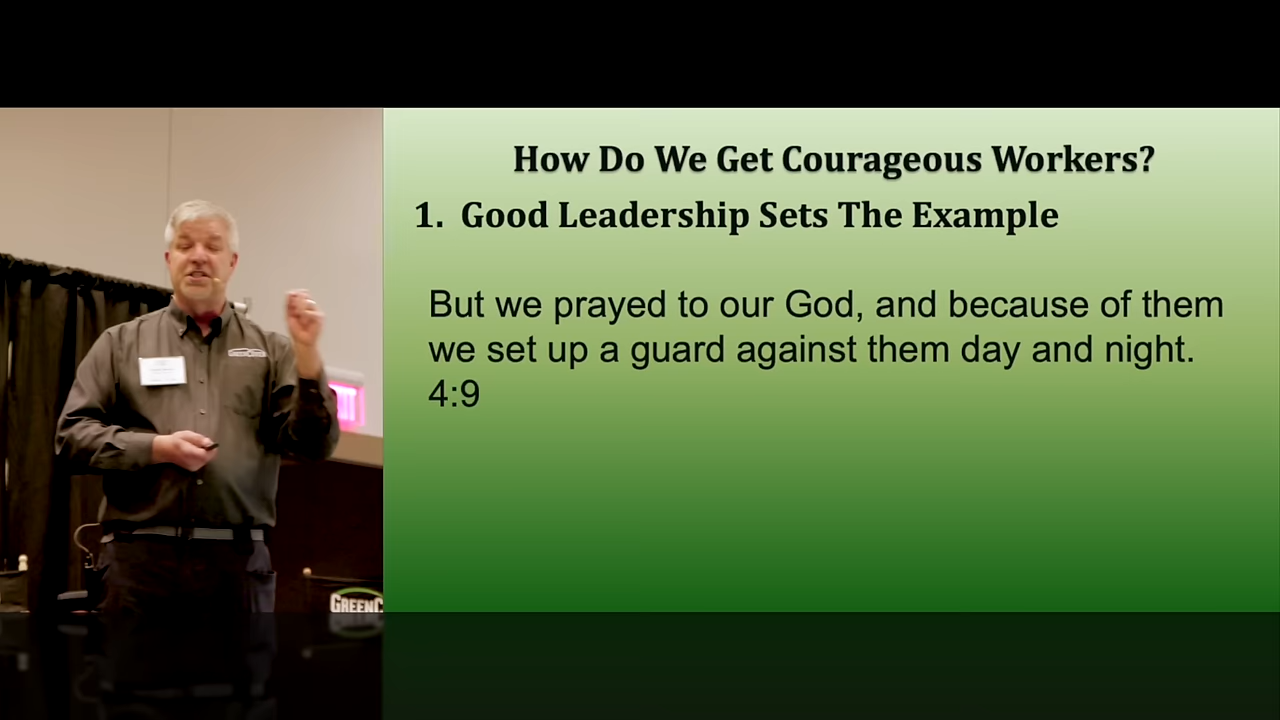 How Do We Get Courageous Workers?
1. Good Leadership Sets The Example
But we prayed to our God, and because of them
we set up a guard against them day and night.
4:9
GREENC